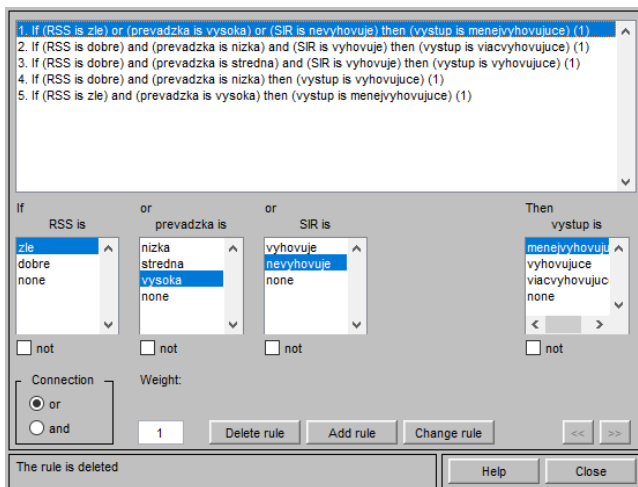 1. If (RSS is zle) or (prevadzka is vysoka) or (SIR is nevyhovuje) then (vystup is menejvyhovujuce) (1)
2. If (RSS is dobre) and (prevadzka is nizka) and (SIR is vyhovuje) then (vystup is viacvyhovujuce) (1)
3. If (RSS is dobre) and (prevadzka is stredna) and (SIR is vyhovuje) then (vystup is vyhovujuce) (1)
4. If (RSS is dobre) and (prevadzka is nizka) then (vystup is vyhovujuce) (1)
5. If (RSS is zle) and (prevadzka is vysoka) then (vystup is menejvyhovujuce) (1)
If or or Then
RSS is prevadzka is SIR is vystup is
zle nizka vyhovuje menejvyhovuju
dobre stredna nevyhovuje vyhovujuce
none vysoka none viacvyhovujuc
none none
not not not not
Connection Weight:
or
and 1 Delete rule Add rule Change rule << >>
The rule is deleted Help Close